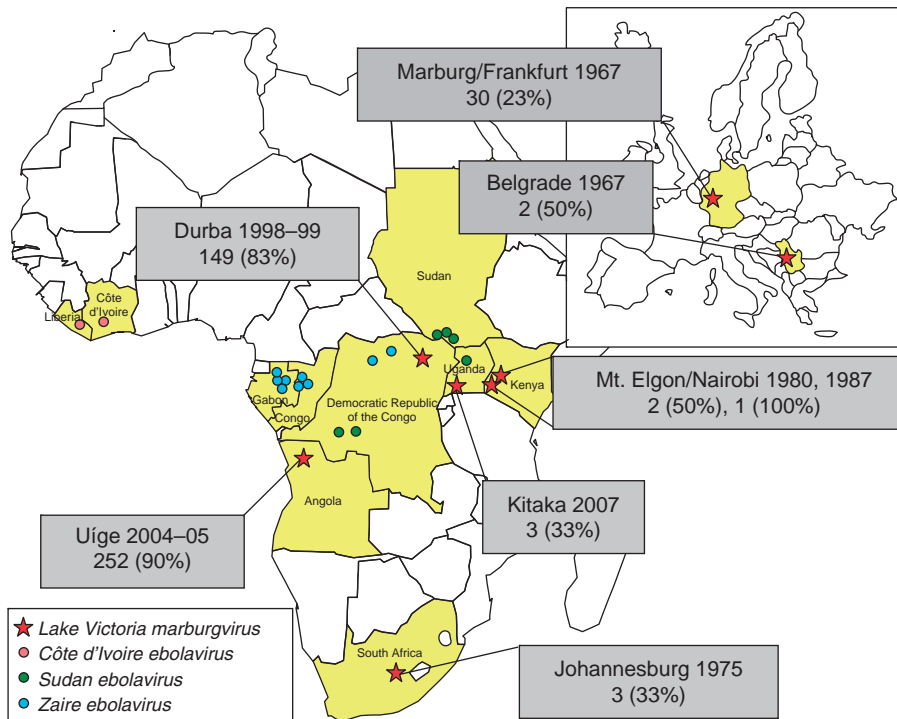 Marburg/Frankfurt 1967
30 (23%)
Belgrade 1967
2 (50%)
Durba 1998–99
149 (83%)
Sudan
Côte
d'Ivoire
Liberia
Uganda
Kenya
Gabon
Congo
Democratic Republic
of the Congo
Mt. Elgon/Nairobi 1980, 1987
2 (50%), 1 (100%)
Angola
Kitaka 2007
3 (33%)
Uíge 2004–05
252 (90%)
South Africa
Johannesburg 1975
3 (33%)
Lake Victoria marburgvirus
Côte d'Ivoire ebolavirus
Sudan ebolavirus
Zaire ebolavirus